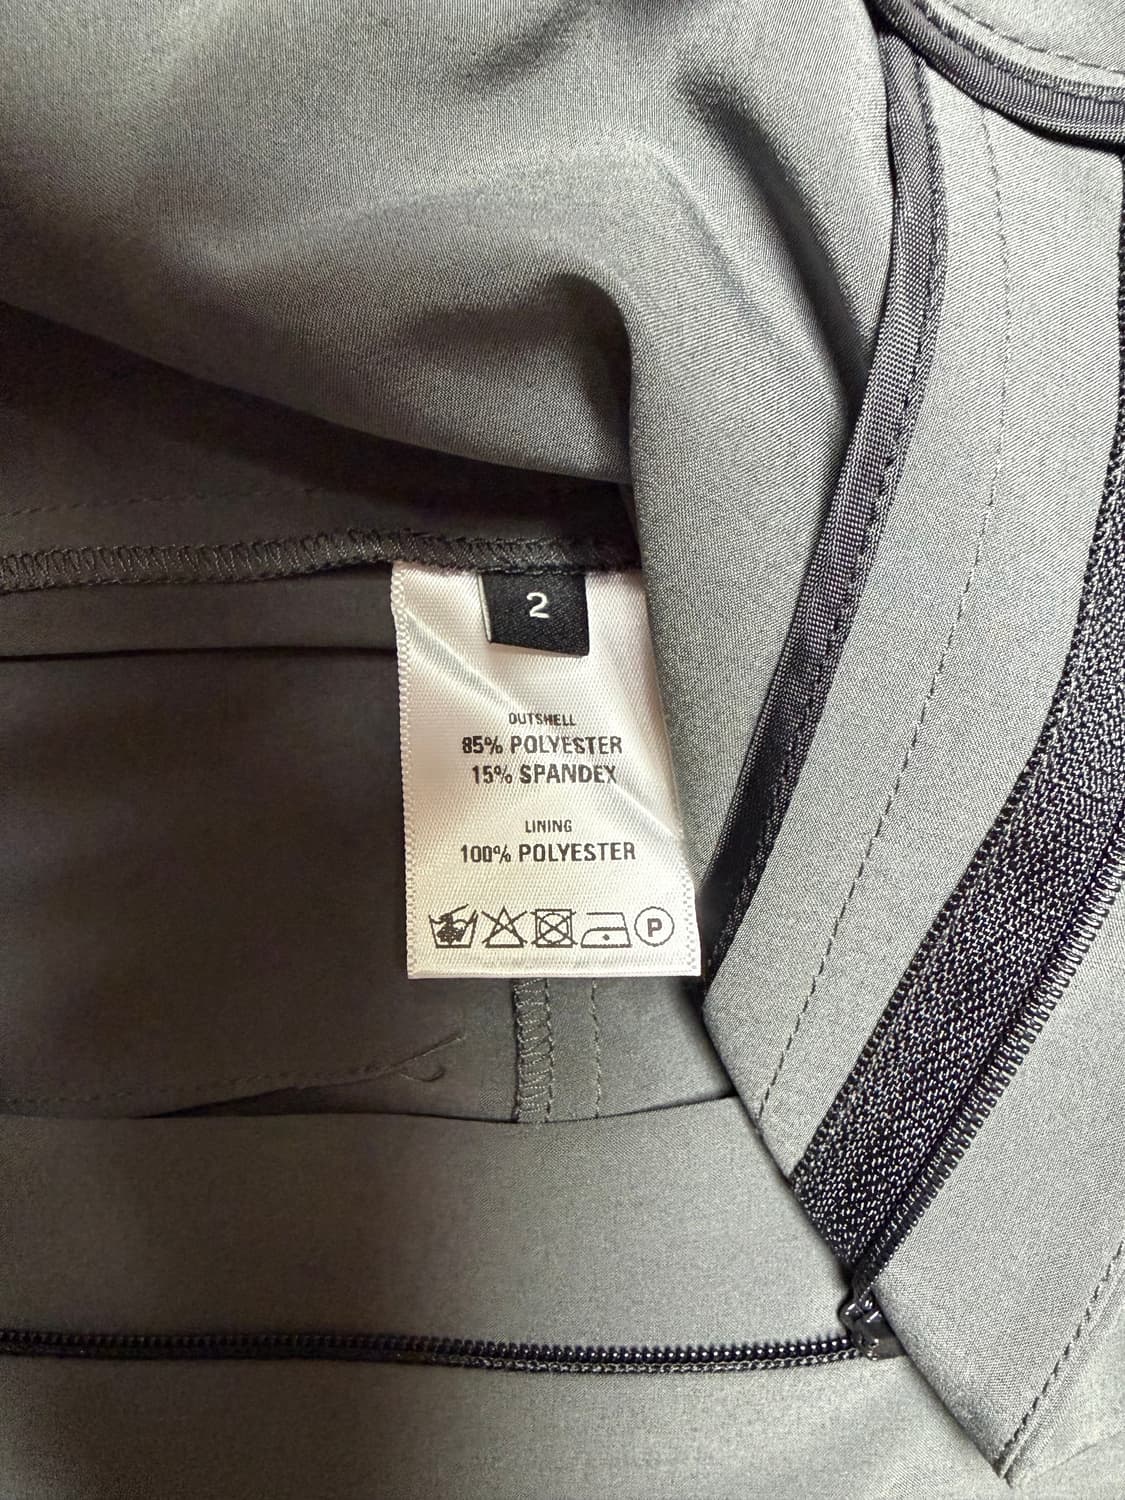 2
OUTSHELL
85% POLYESTER
15% SPANDEX
LINING
100% POLYESTER
P